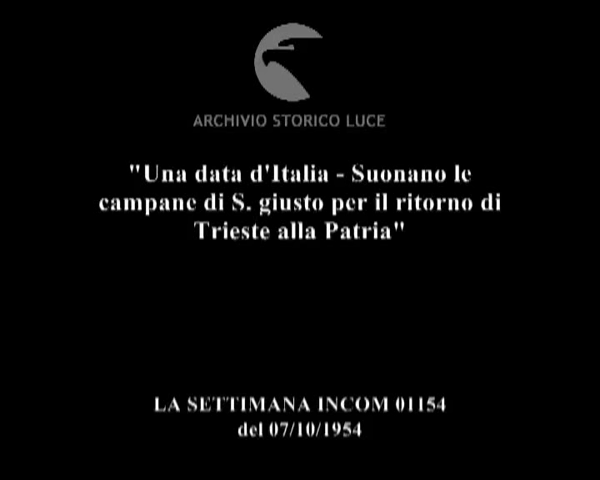 ARCHIVIO STORICO LUCE
"Una data d'Italia - Suonano le
campane di S. giusto per il ritorno di
Trieste alla Patria"
LA SETTIMANA INCOM 01154
del 07/10/1954